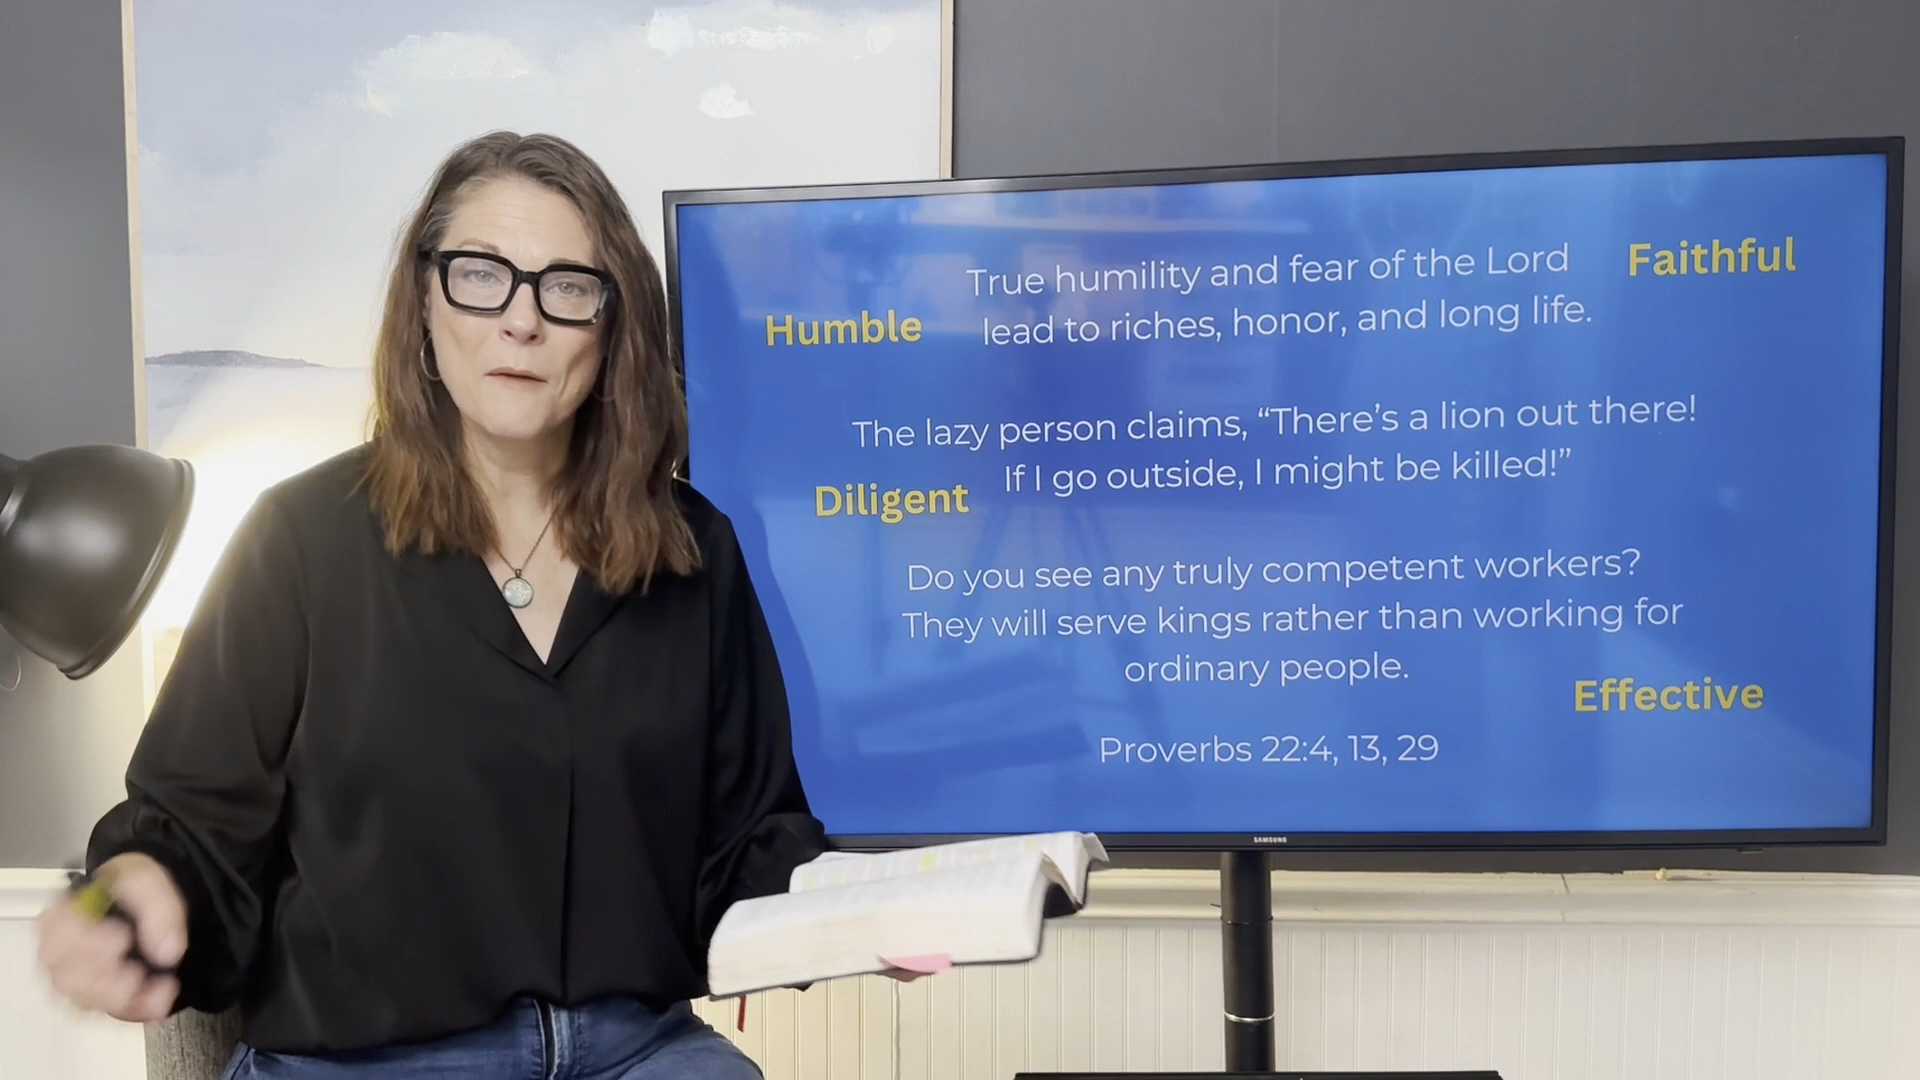 True humility and fear of the Lord
Faithful
Humble
lead to riches, honor, and long life.
The lazy person claims, “There’s a lion out there!
If I go outside, I might be killed!”
Diligent
Do you see any truly competent workers?
They will serve kings rather than working for
ordinary people.
Effective
Proverbs 22:4, 13, 29
SAMSUNG